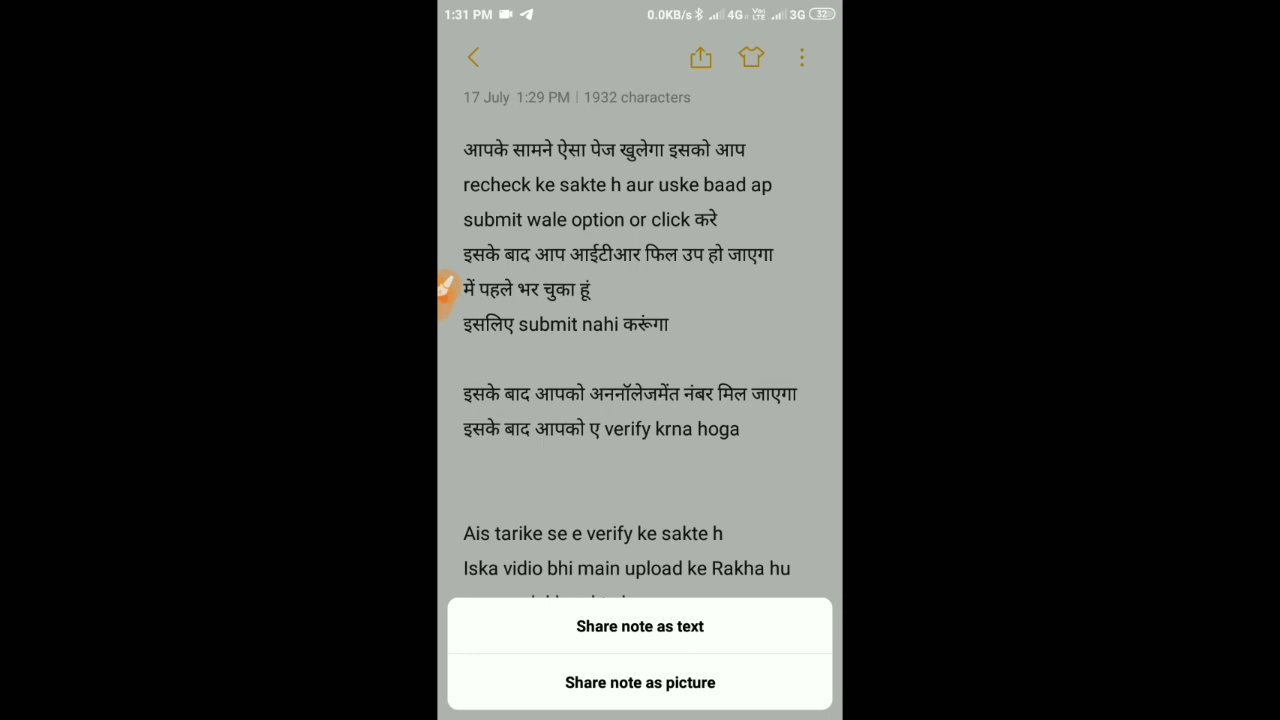 1:31 PM 0.0KB/s 4G Vo LTE 3G 32
17 July 1:29 PM | 1932 characters
आपके सामने ऐसा पेज खुलेगा इसको आप
recheck ke sakte h aur uske baad ap
submit wale option or click करे
इसके बाद आप आईटीआर फिल उप हो जाएगा
में पहले भर चुका हूं
इसलिए submit nahi करूंगा
इसके बाद आपको अननॉलेजमेंत नंबर मिल जाएगा
इसके बाद आपको ए verify krna hoga
Ais tarike se e verify ke sakte h
Iska vidio bhi main upload ke Rakha hu
Share note as text
Share note as picture